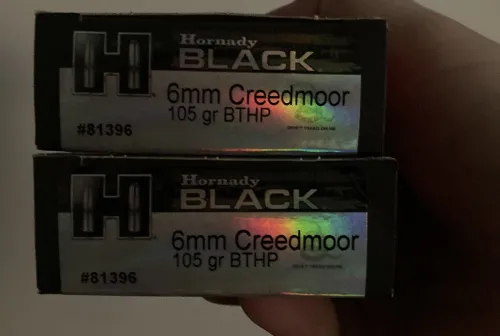 Hornady
BLACK
6mm Creedmoor
105 gr BTHP
#81396
Hornady
BLACK
6mm Creedmoor
105 gr BTHP
#81396